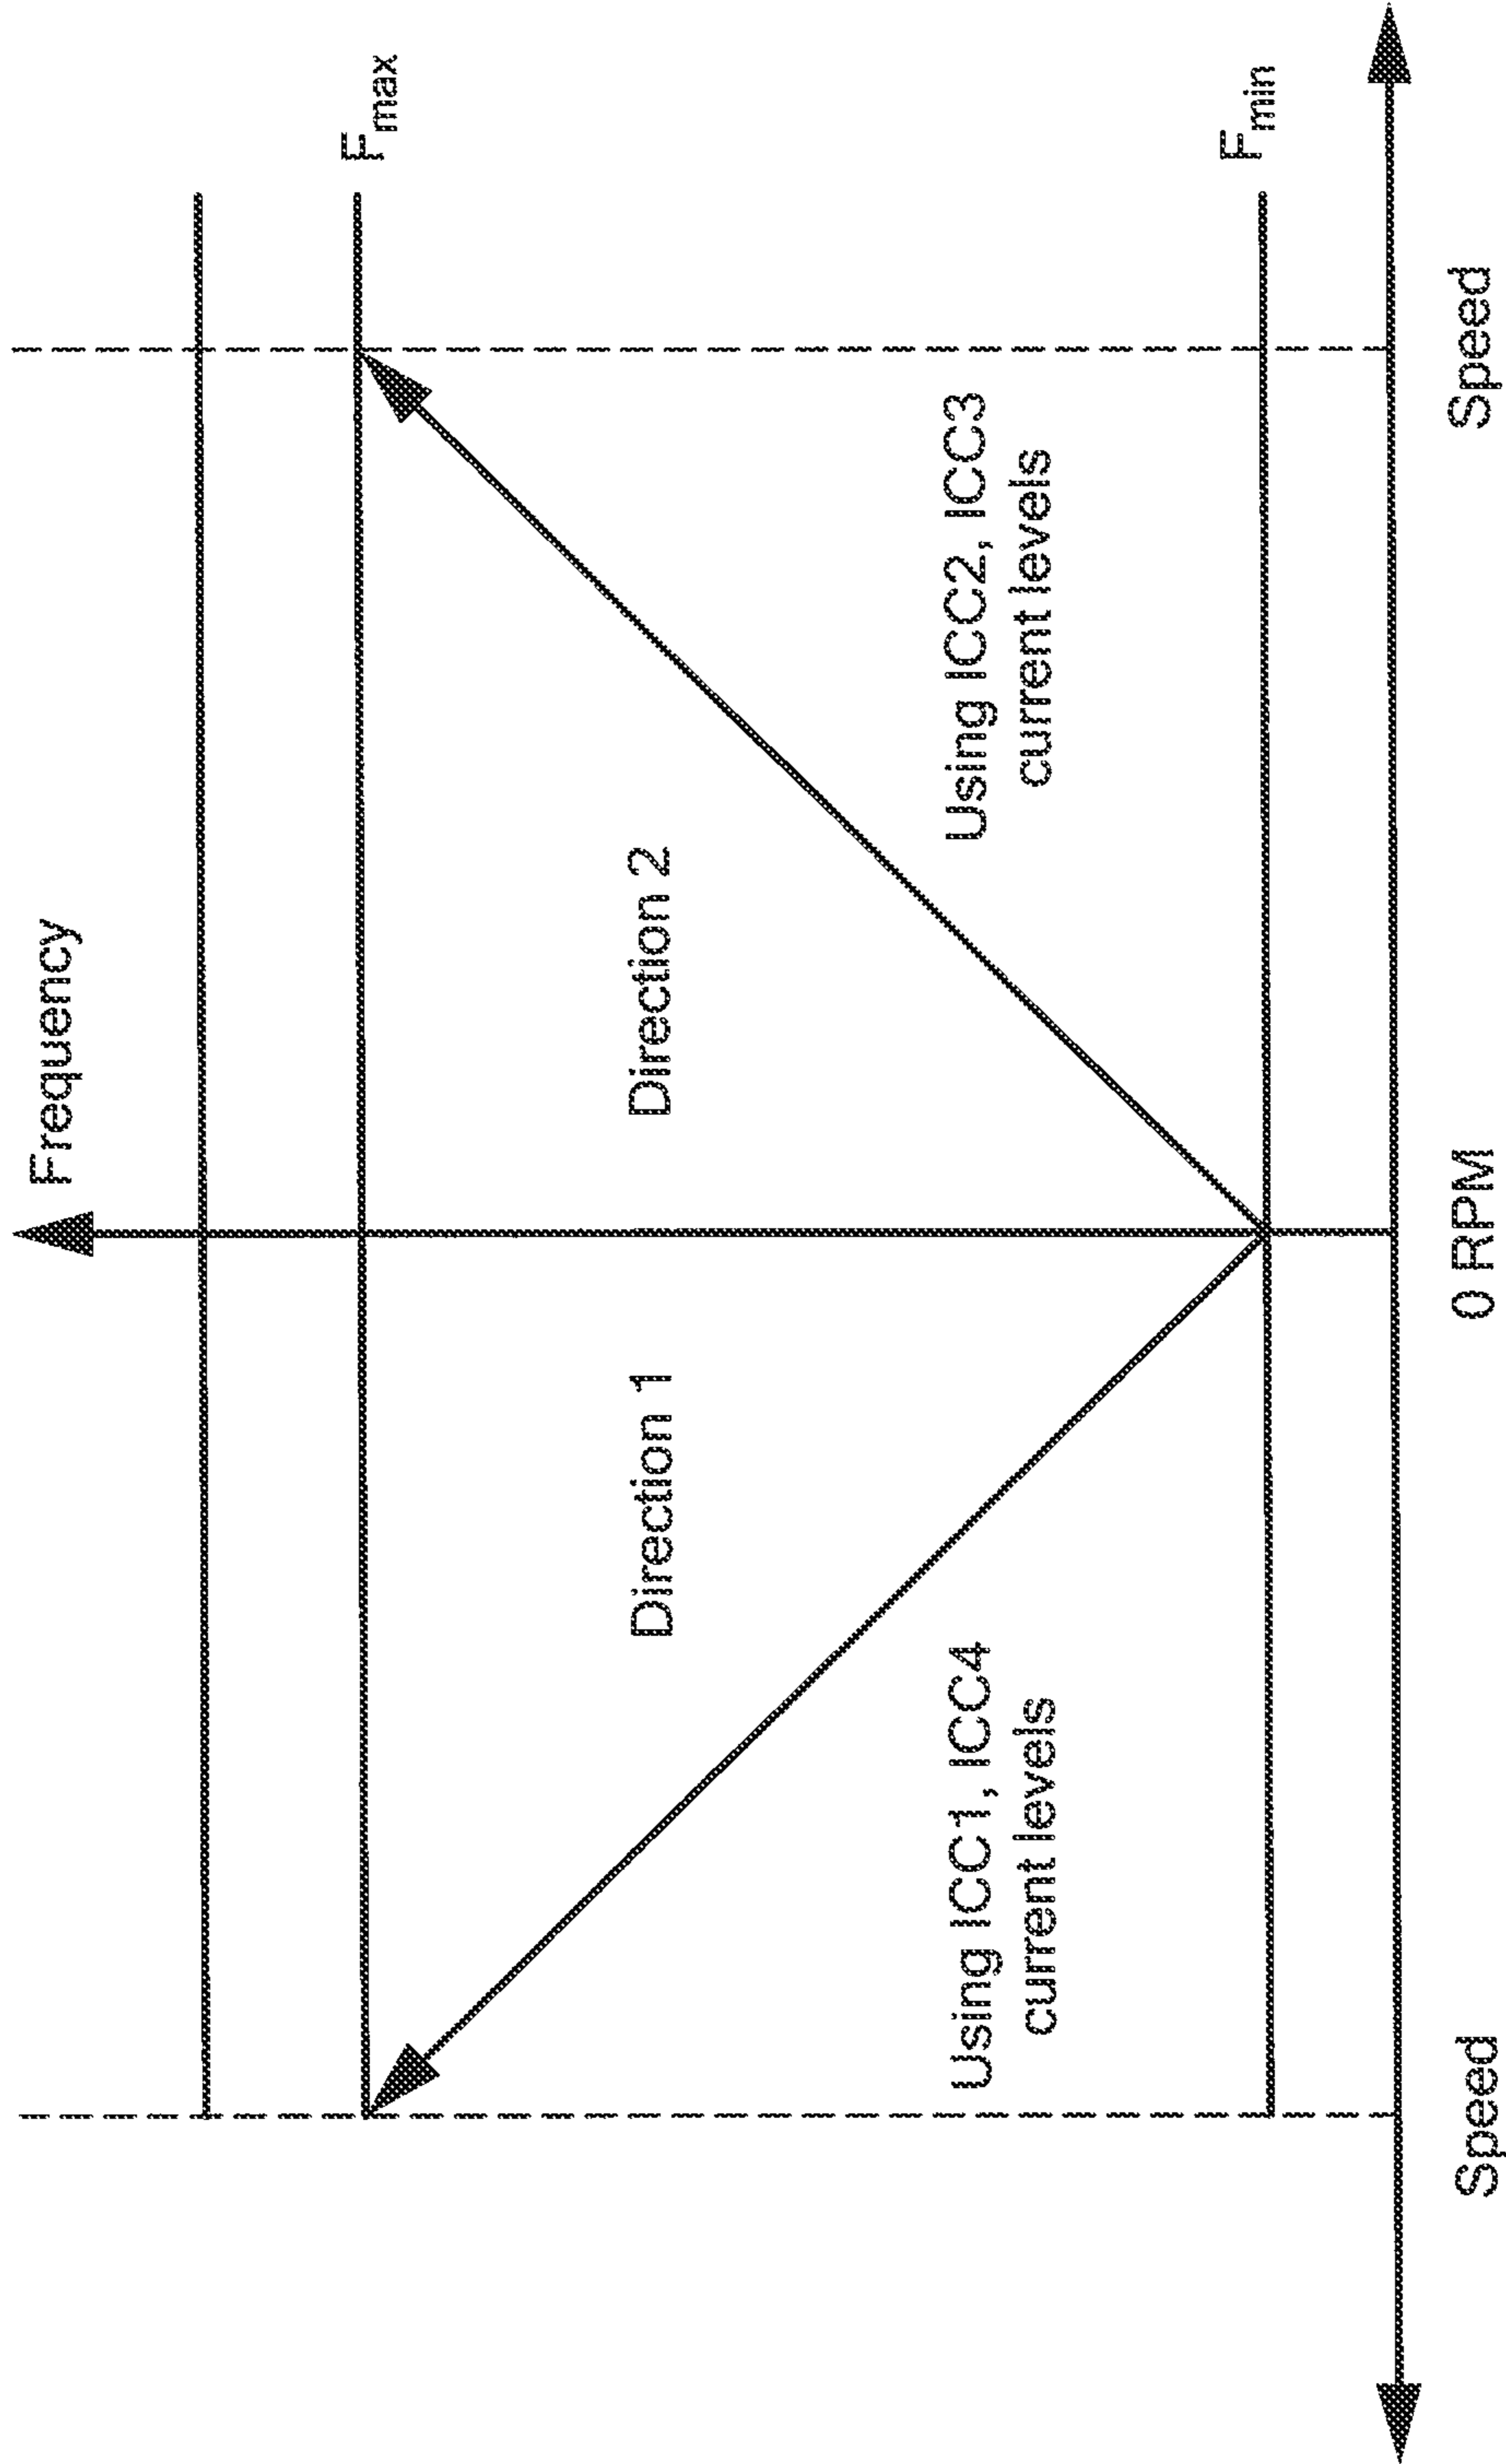 Frequency
Fmax
Direction 1
Direction 2
Using ICC1, ICC4
current levels
Using ICC2, ICC3
current levels
Fmin
Speed
0 RPM
Speed